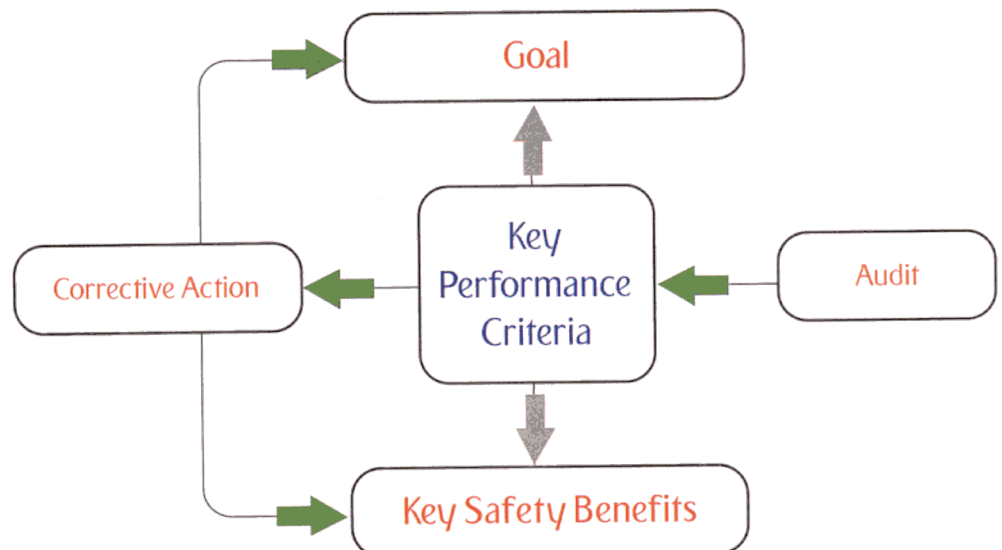 Goal
Key
Performance
Criteria
Corrective Action
Audit
Key Safety Benefits